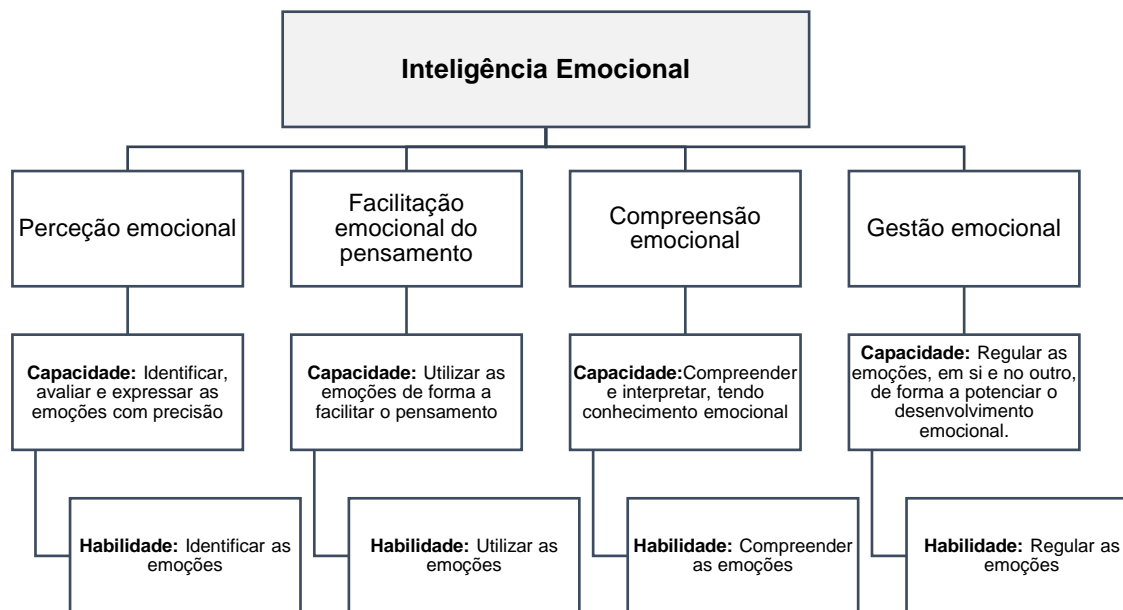 Inteligência Emocional
Perceção emocional
Facilitação
emocional do
pensamento
Compreensão
emocional
Gestão emocional
Capacidade: Identificar,
avaliar e expressar as
emoções com precisão
Capacidade: Utilizar as
emoções de forma a
facilitar o pensamento
Capacidade:Compreender
e interpretar, tendo
conhecimento emocional
Capacidade: Regular as
emoções, em si e no outro,
de forma a potenciar o
desenvolvimento
emocional.
Habilidade: Identificar as
emoções
Habilidade: Utilizar as
emoções
Habilidade: Compreender
as emoções
Habilidade: Regular as
emoções